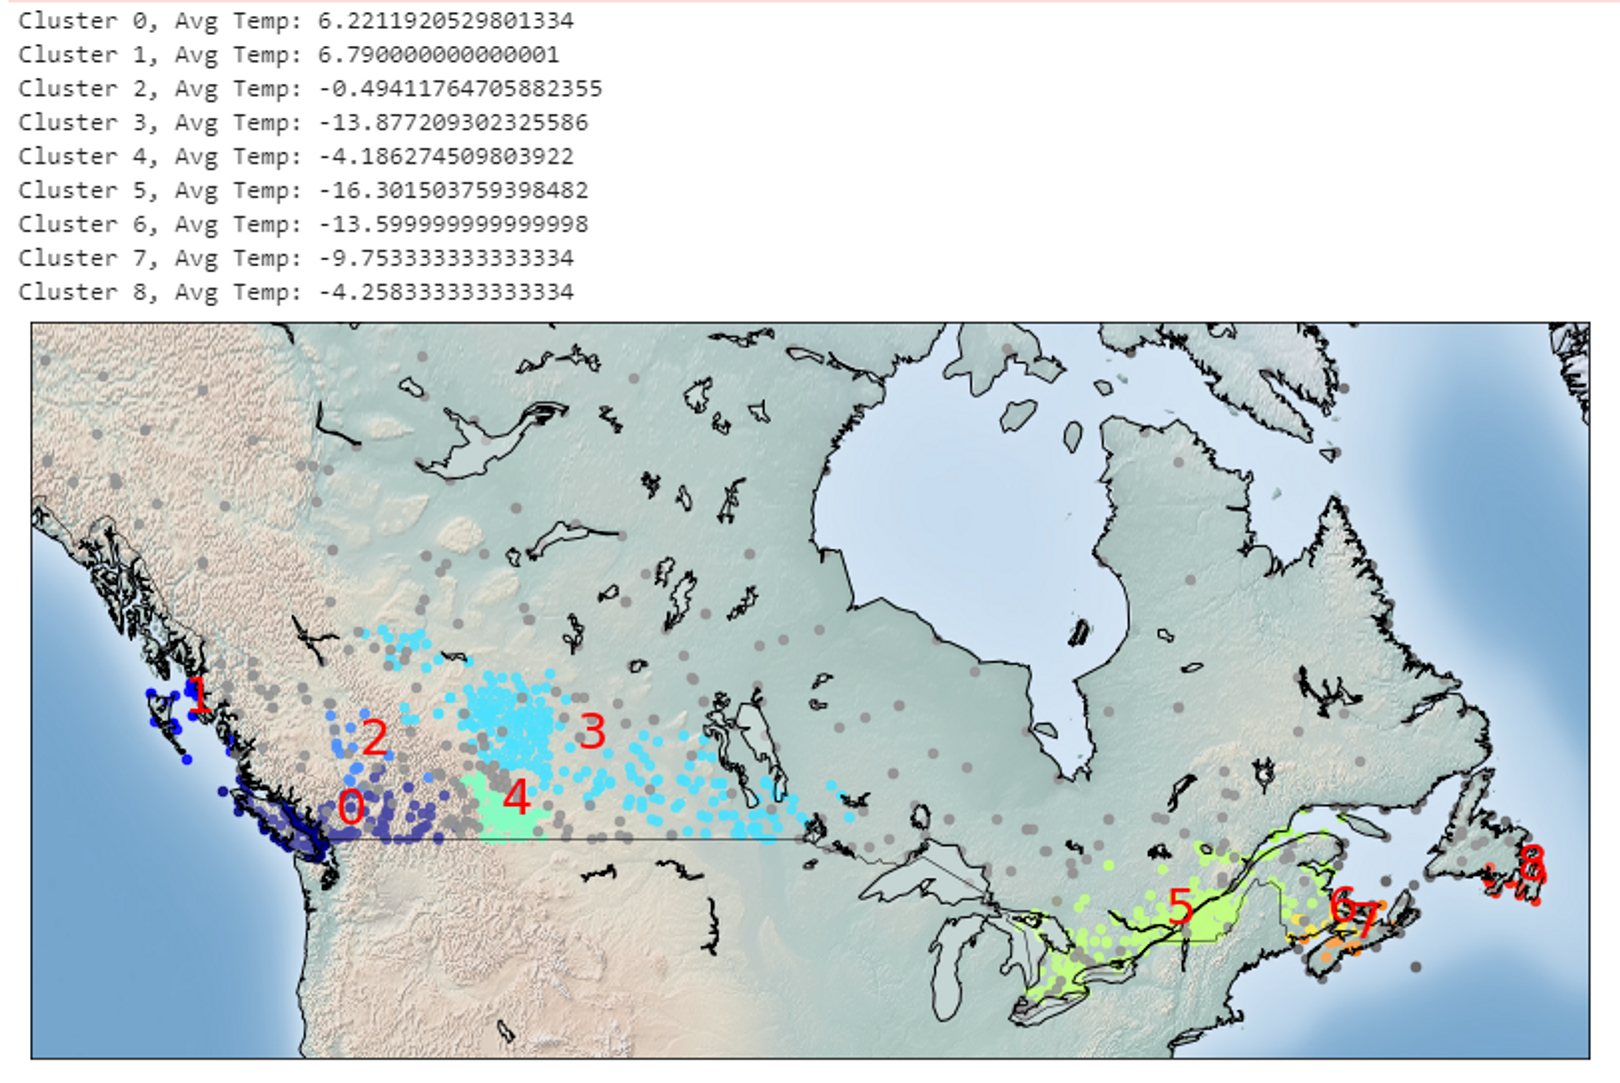 Cluster 0, Avg Temp: 6.2211920529801334
Cluster 1, Avg Temp: 6.790000000000001
Cluster 2, Avg Temp: -0.49411764705882355
Cluster 3, Avg Temp: -13.877209302325586
Cluster 4, Avg Temp: -4.186274509803922
Cluster 5, Avg Temp: -16.301503759398482
Cluster 6, Avg Temp: -13.599999999999998
Cluster 7, Avg Temp: -9.753333333333334
Cluster 8, Avg Temp: -4.258333333333334
1
2
3
0
4
8
5
6
7